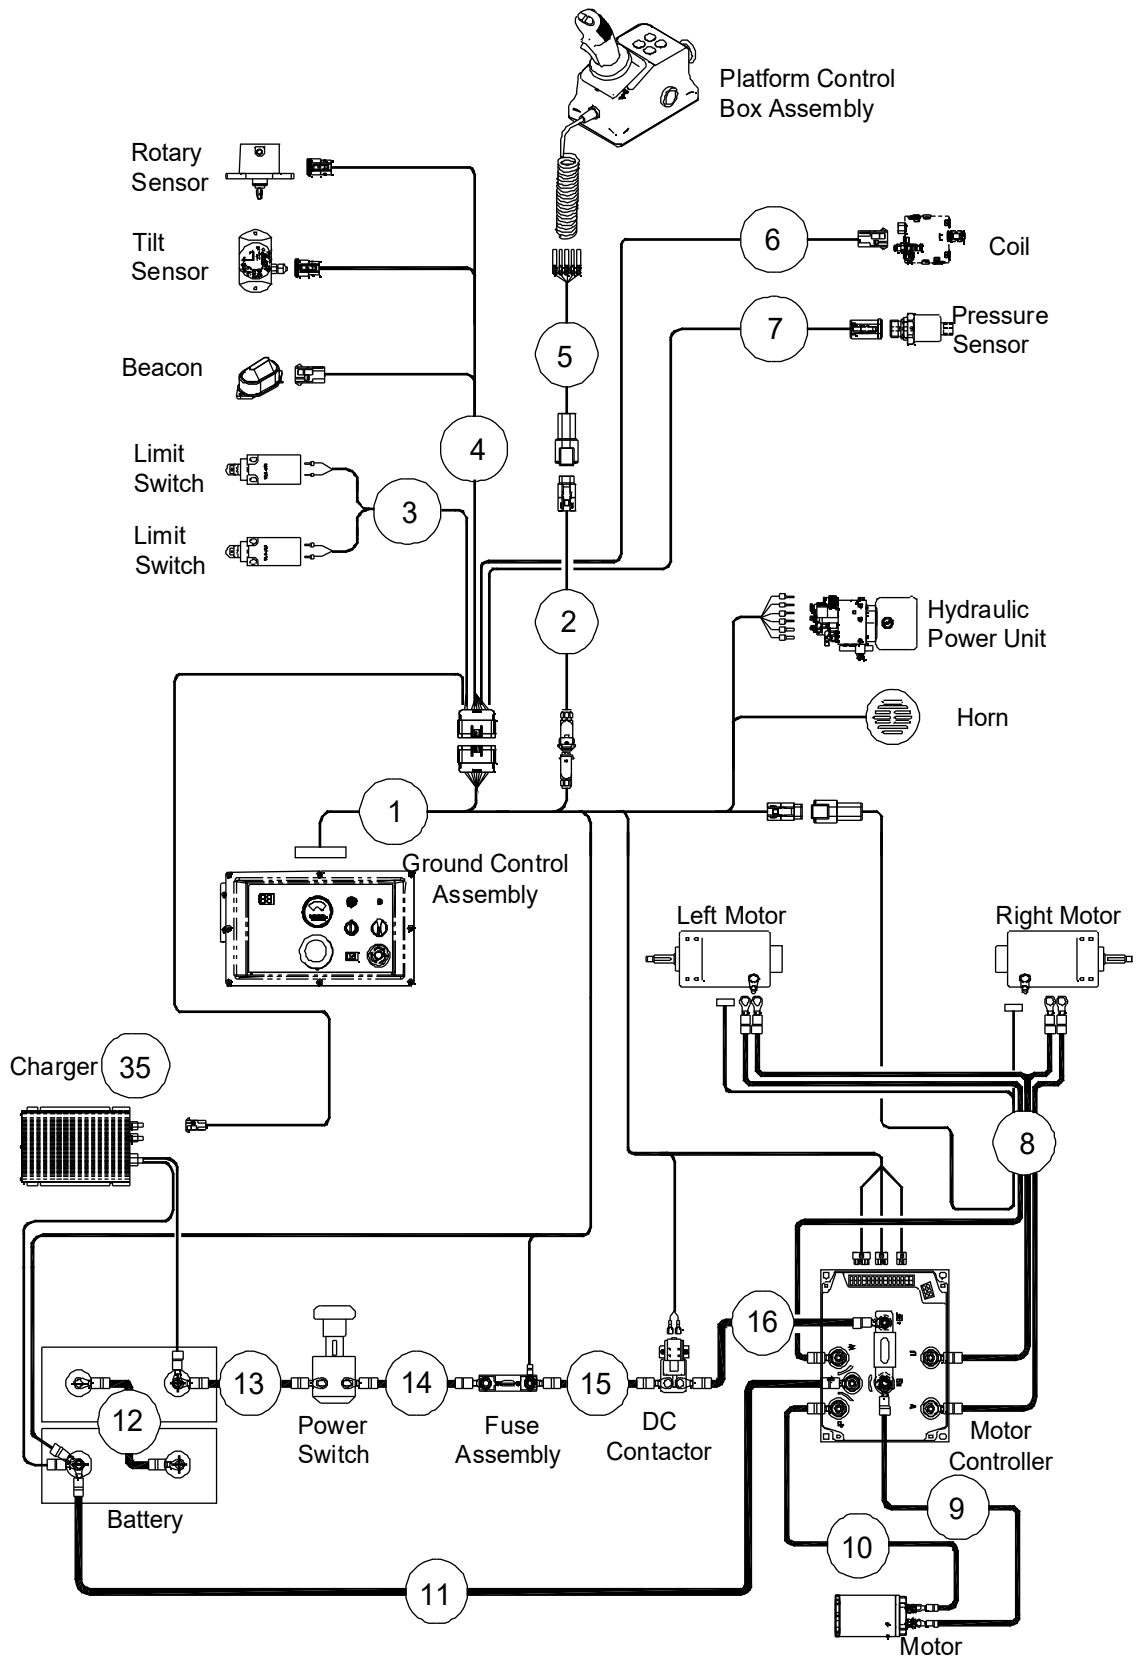 Platform Control
Box Assembly
Rotary
Sensor
Tilt
Sensor
6
Coil
7
Pressure
Sensor
5
Beacon
4
Limit
Switch
3
Limit
Switch
2
Hydraulic
Power Unit
Horn
1
Ground Control
Assembly
Left Motor
Right Motor
Charger
35
8
16
13
14
15
12
Power
Switch
Fuse
Assembly
DC
Contactor
Motor
Controller
Battery
9
10
11
Motor